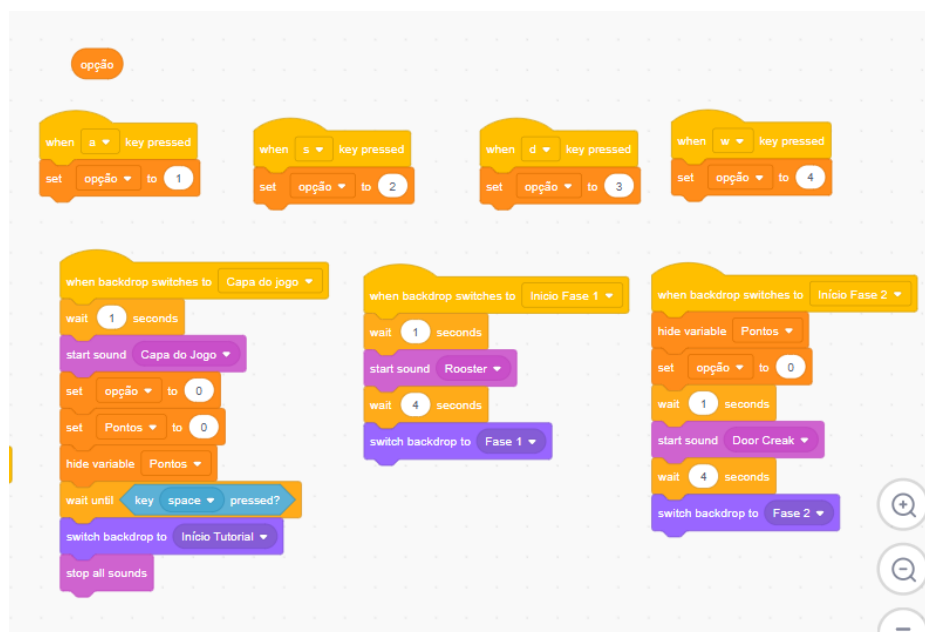 opção
when a key pressed
set opção to 1
when s key pressed
set opção to 2
when d key pressed
set opção to 3
when w key pressed
set opção to 4
when backdrop switches to Capa do jogo
wait 1 seconds
start sound Capa do Jogo
set opção to 0
set Pontos to 0
hide variable Pontos
wait until key space pressed?
switch backdrop to Início Tutorial
stop all sounds
when backdrop switches to Inicio Fase 1
wait 1 seconds
start sound Rooster
wait 4 seconds
switch backdrop to Fase 1
when backdrop switches to Início Fase 2
hide variable Pontos
set opção to 0
wait 1 seconds
start sound Door Creak
wait 4 seconds
switch backdrop to Fase 2